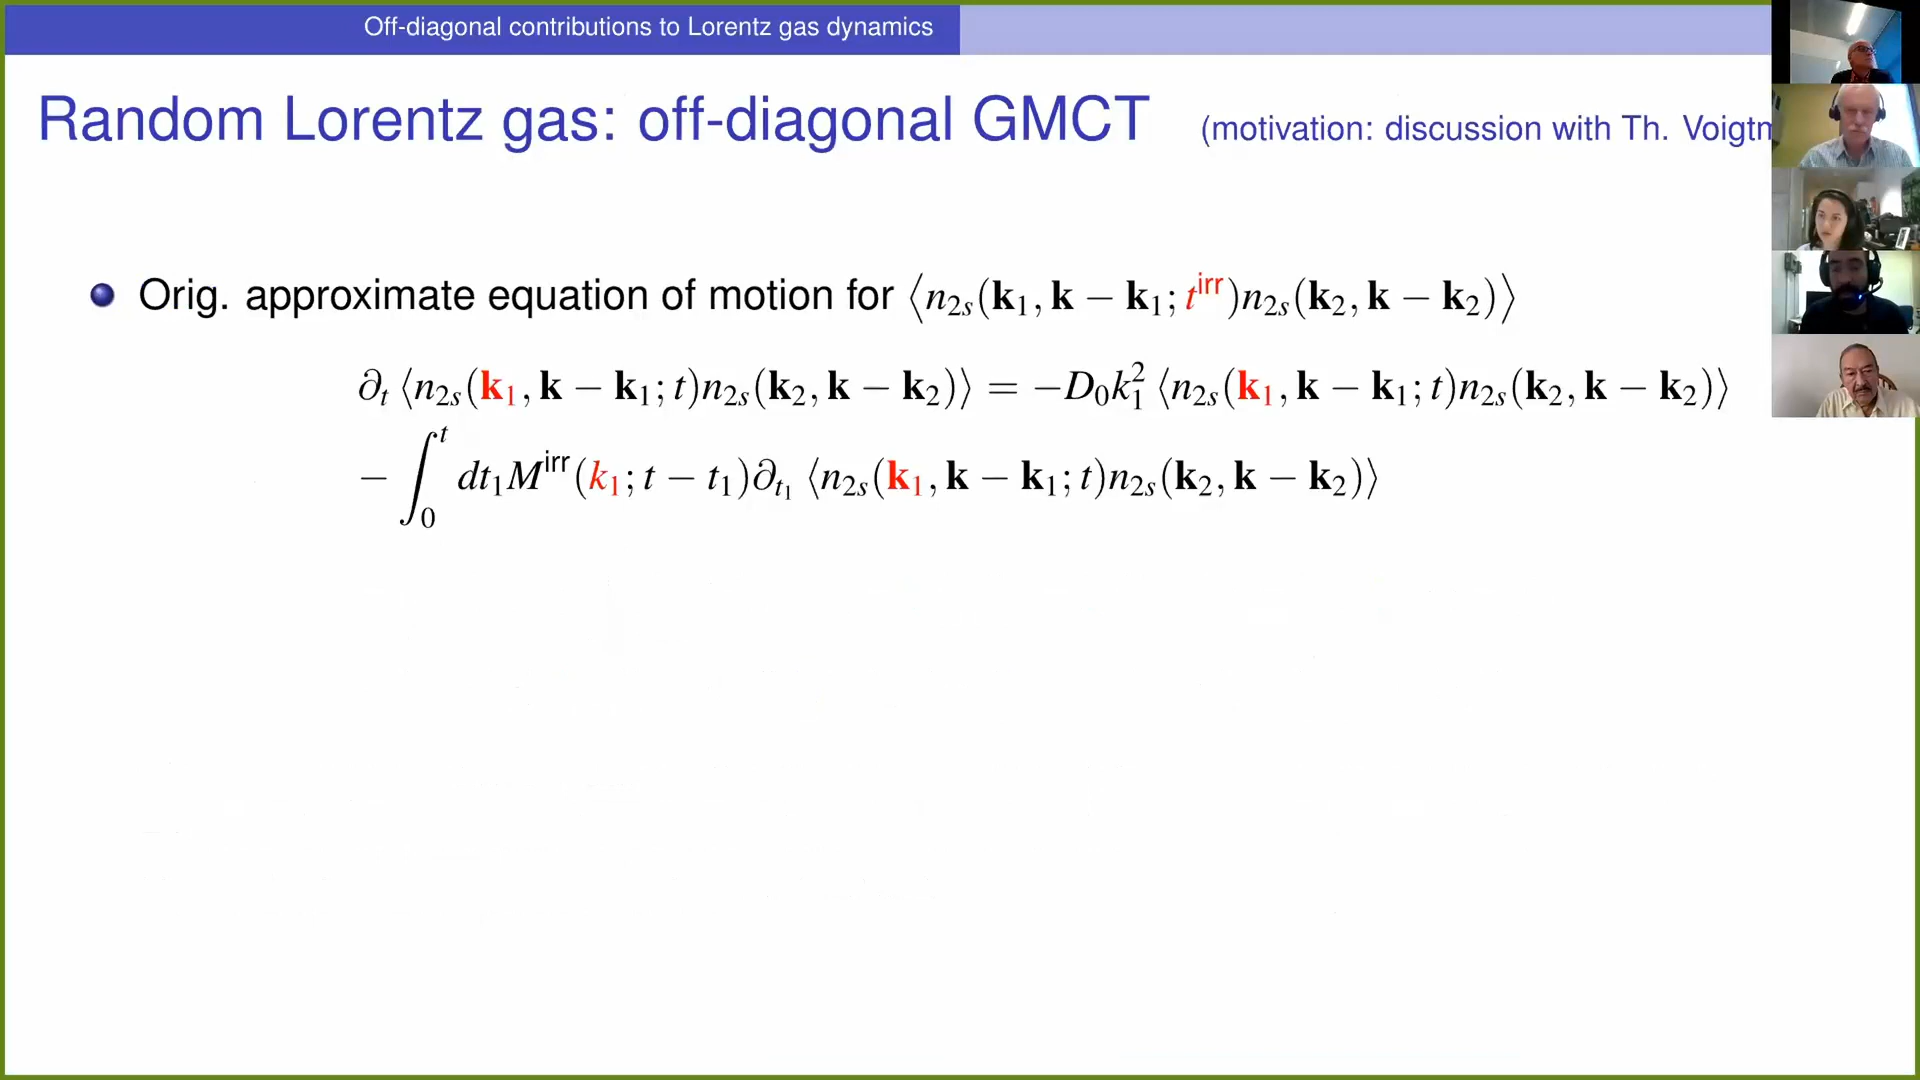 Off-diagonal contributions to Lorentz gas dynamics
Random Lorentz gas: off-diagonal GMCT (motivation: discussion with Th.
Orig. approximate equation of motion for ⟨n₂ₛ(k₁, k − k₁; tⁱʳʳ)n₂ₛ(k₂, k − k₂)⟩
∂ₜ ⟨n₂ₛ(k₁, k − k₁; t)n₂ₛ(k₂, k − k₂)⟩ = −D₀k₁² ⟨n₂ₛ(k₁, k − k₁; t)n₂ₛ(k₂, k − k₂)⟩
− ∫₀ᵗ dt₁Mⁱʳʳ(k₁; t − t₁)∂_{t₁} ⟨n₂ₛ(k₁, k − k₁; t)n₂ₛ(k₂, k − k₂)⟩